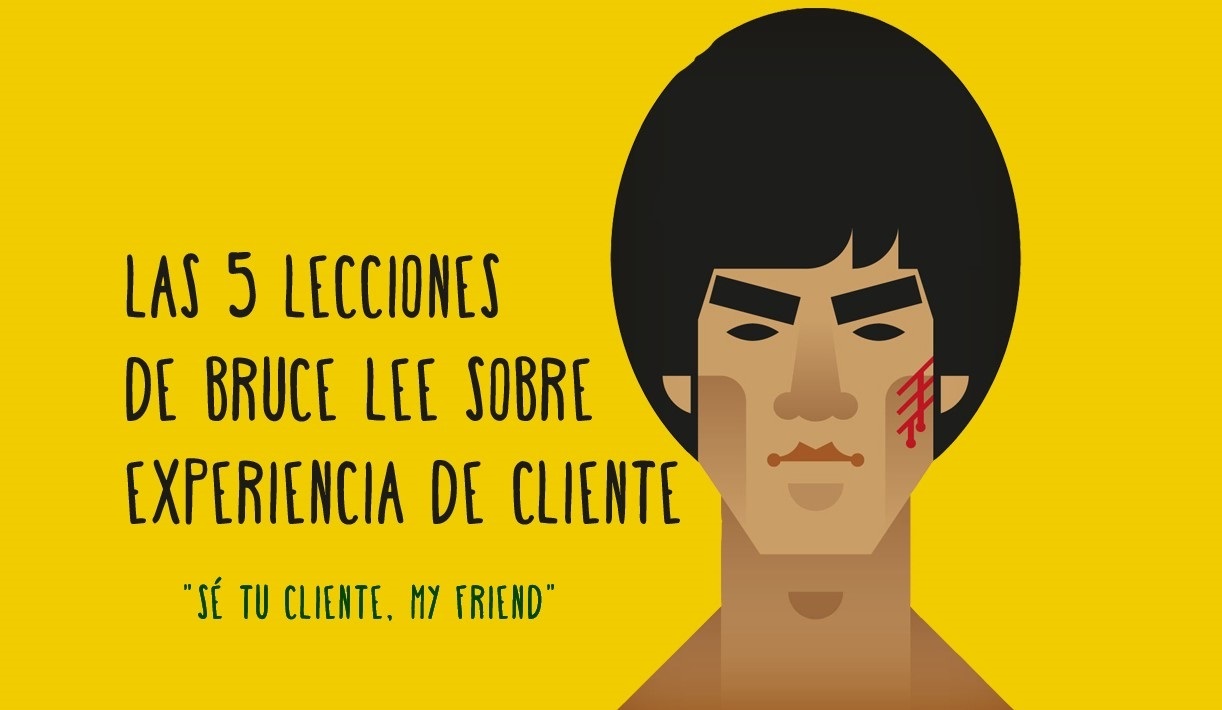 LAS 5 LECCIONES
DE BRUCE LEE SOBRE
EXPERIENCIA DE CLIENTE
"SÉ TU CLIENTE, MY FRIEND"